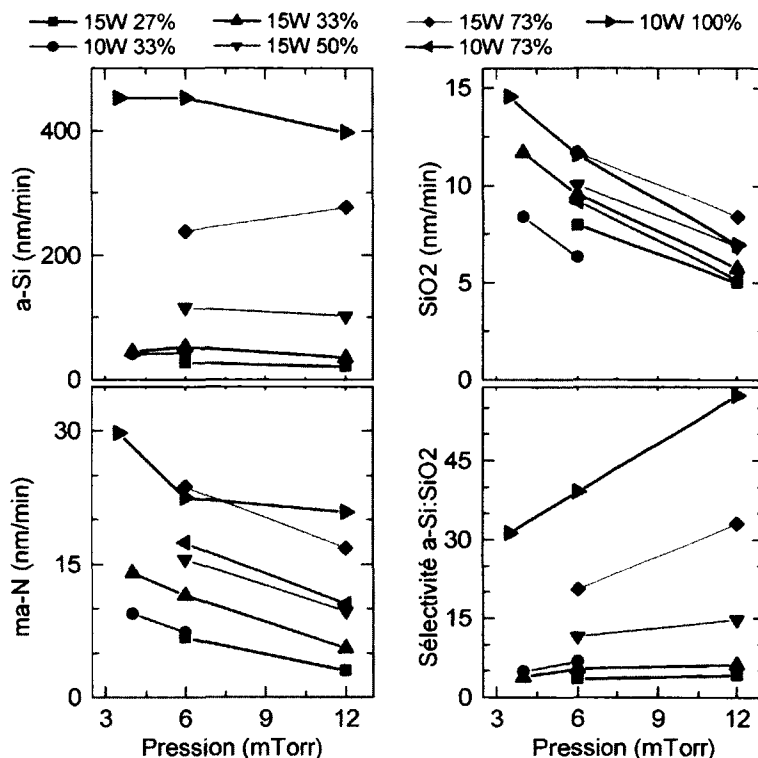 15W 27% 15W 33% 15W 73% 10W 100%
10W 33% 15W 50% 10W 73%
400
200
0
a-Si (nm/min)
15
10
5
0
SiO2 (nm/min)
30
15
0
ma-N (nm/min)
3 6 9 12
Pression (mTorr)
45
30
15
0
Sélectivité a-Si:SiO2
3 6 9 12
Pression (mTorr)